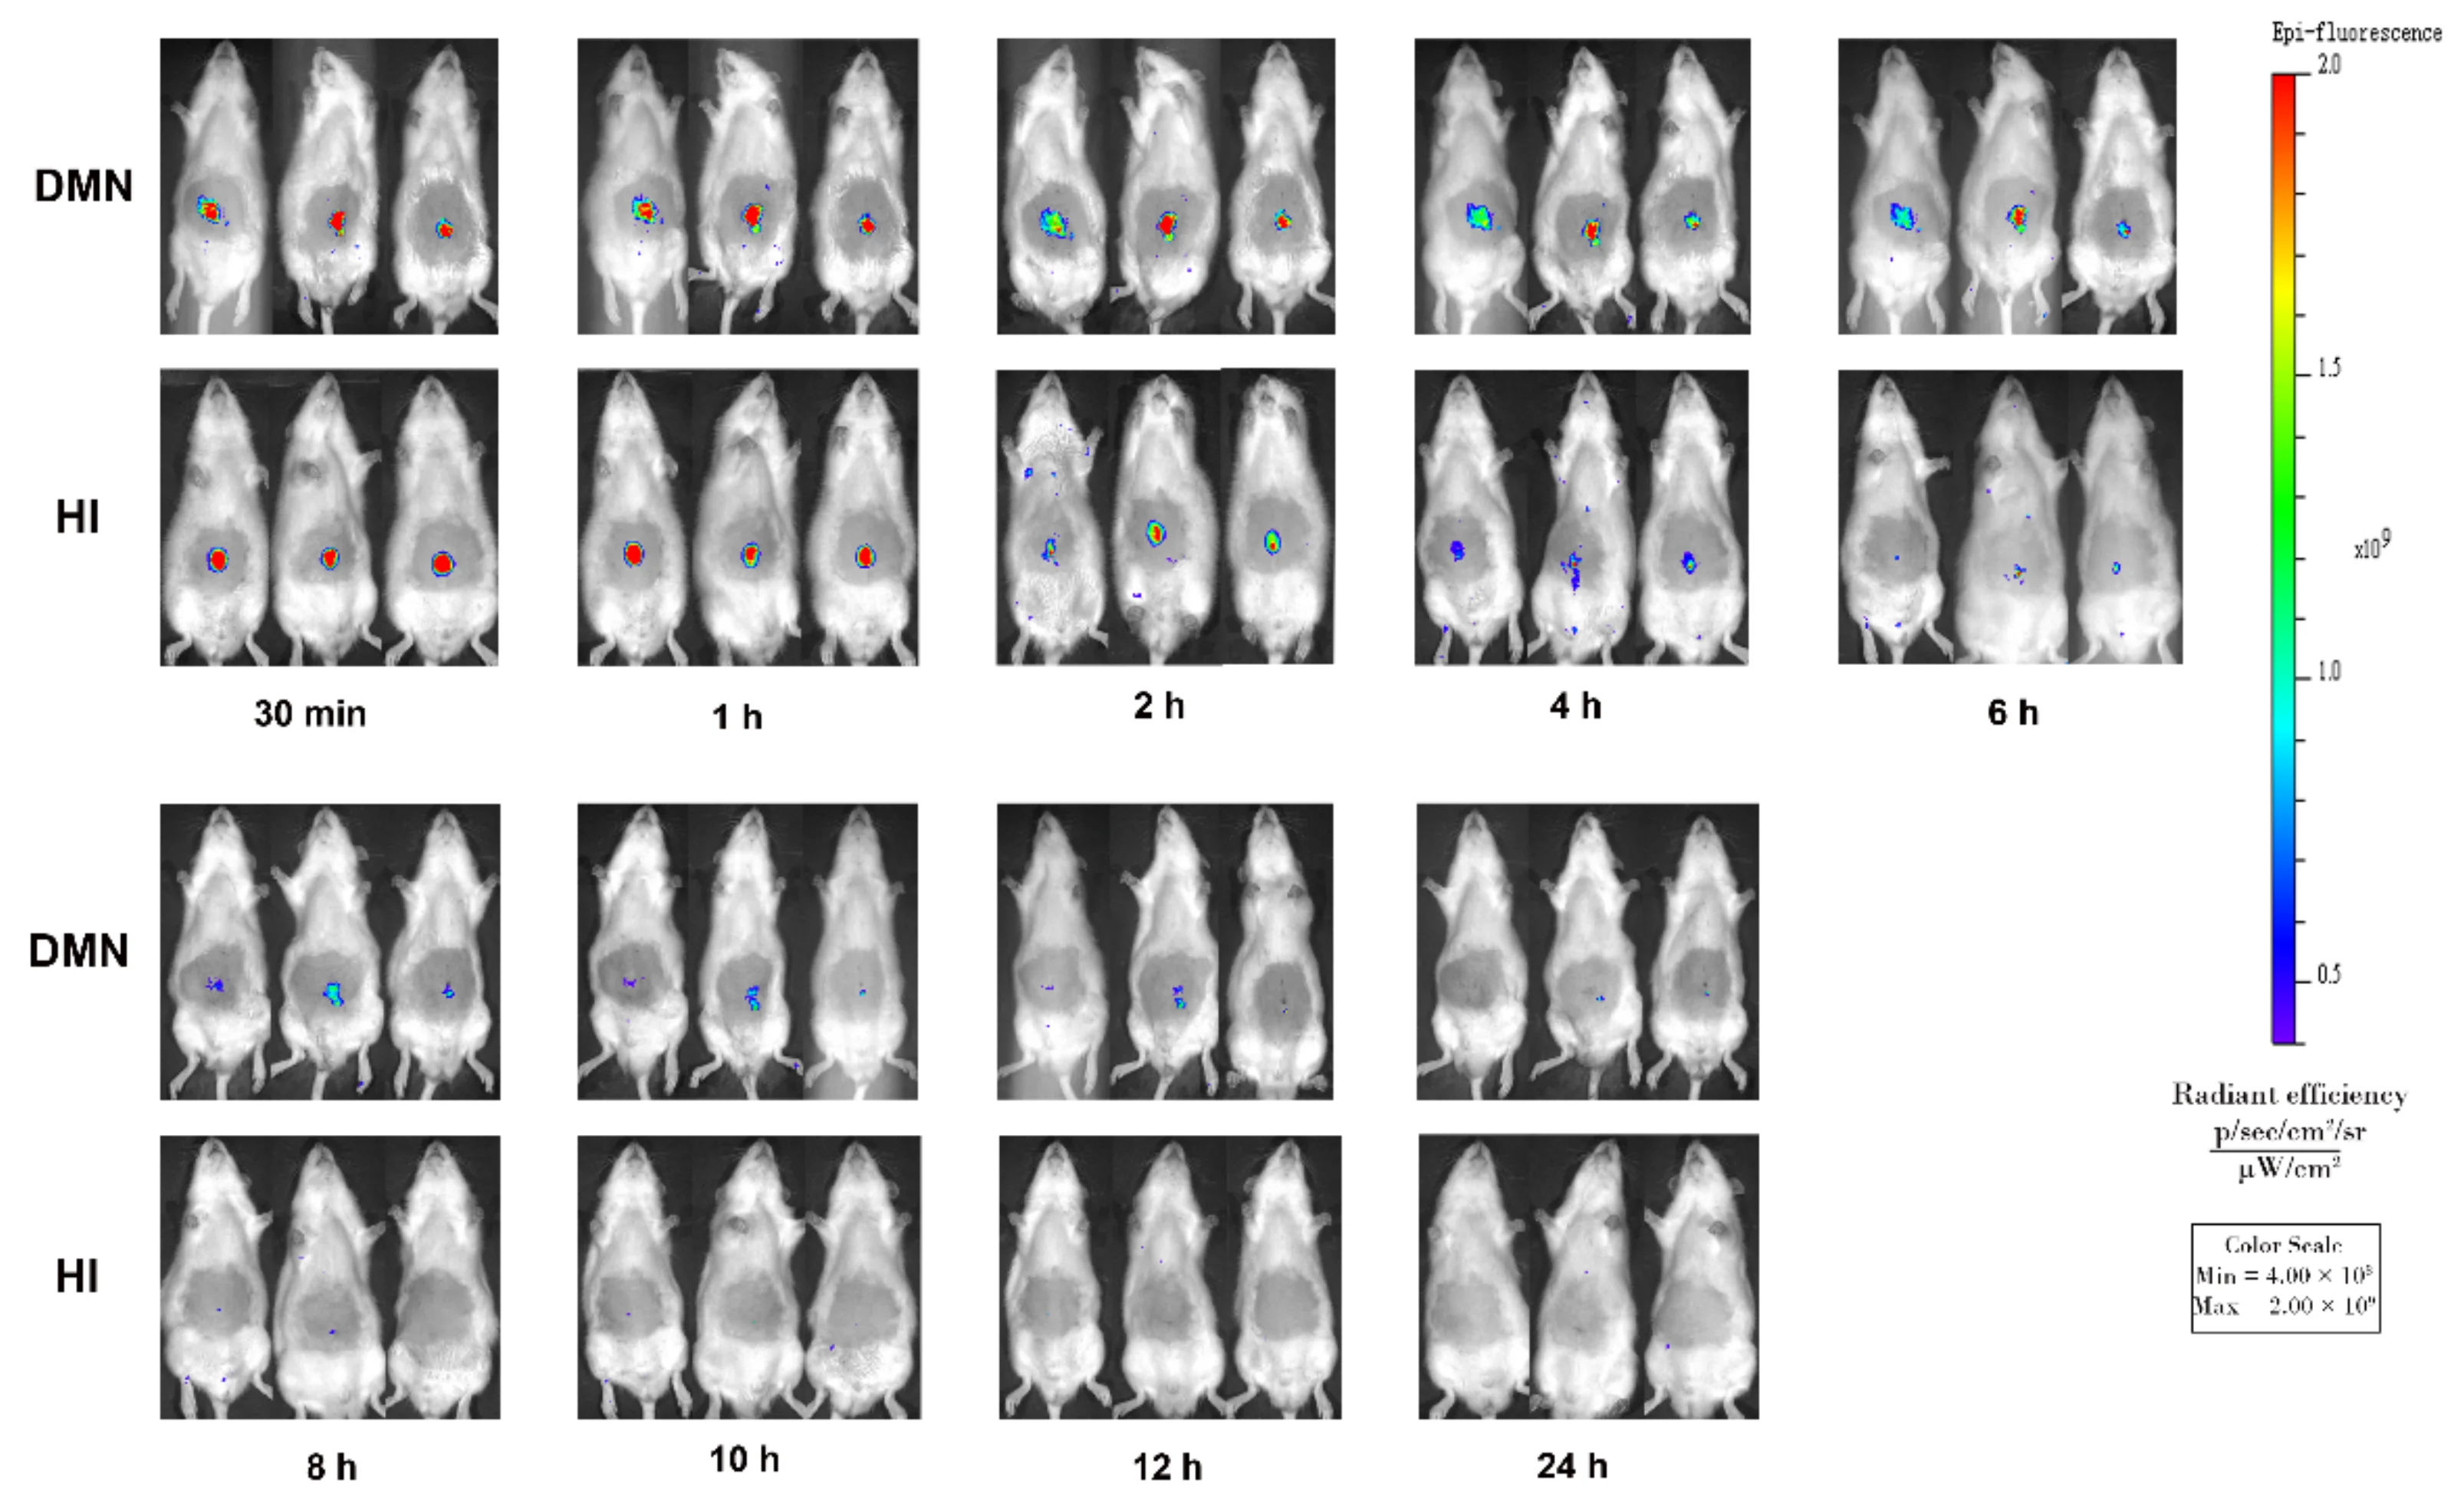 Epi-fluorescence
2.0
DMN
1.5
HI
x10⁹
1.0
30 min
1 h
2 h
4 h
6 h
DMN
0.5
Radiant efficiency
p/sec/cm²/sr
μW/cm²
HI
Color Scale
Min = 4.00 × 10⁸
Max 2.00 × 10⁹
8 h
10 h
12 h
24 h